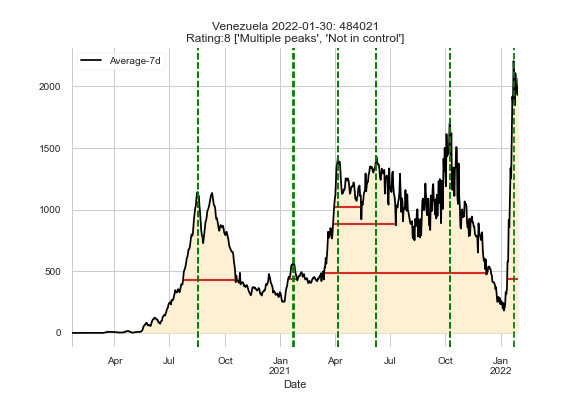 Venezuela 2022-01-30: 484021
Rating:8 ['Multiple peaks', 'Not in control']
Average-7d
2000
1500
1000
500
0
Apr
Jul
Oct
Jan
2021
Apr
Jul
Oct
Jan
2022
Date